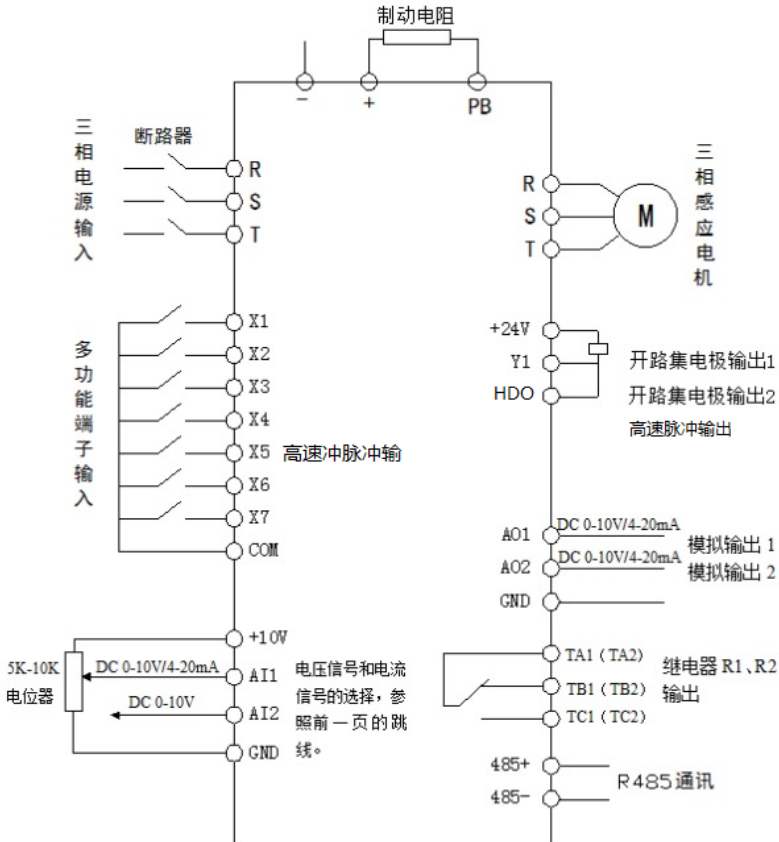 制动电阻
-
+
PB
三相电源输入
断路器
R
S
T
R
S
T
M
三相感应电机
多功能端子输入
X1
X2
X3
X4
X5 高速冲脉冲输
X6
X7
COM
+24V
Y1
HDO
开路集电极输出1
开路集电极输出2
高速脉冲输出
AO1
DC 0-10V/4-20mA
模拟输出 1
AO2
DC 0-10V/4-20mA
模拟输出 2
GND
5K-10K
电位器
+10V
DC 0-10V/4-20mA
AI1
DC 0-10V
AI2
GND
电压信号和电流
信号的选择，参
照前一页的跳
线。
TA1 (TA2)
TB1 (TB2)
TC1 (TC2)
继电器 R1、R2
输出
485+
485-
R485通讯